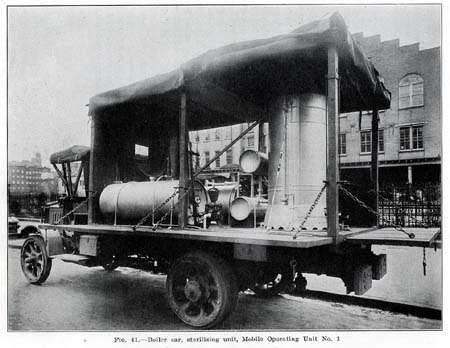 Fig. 41.—Boiler car, sterilizing unit, Mobile Operating Unit No. 1